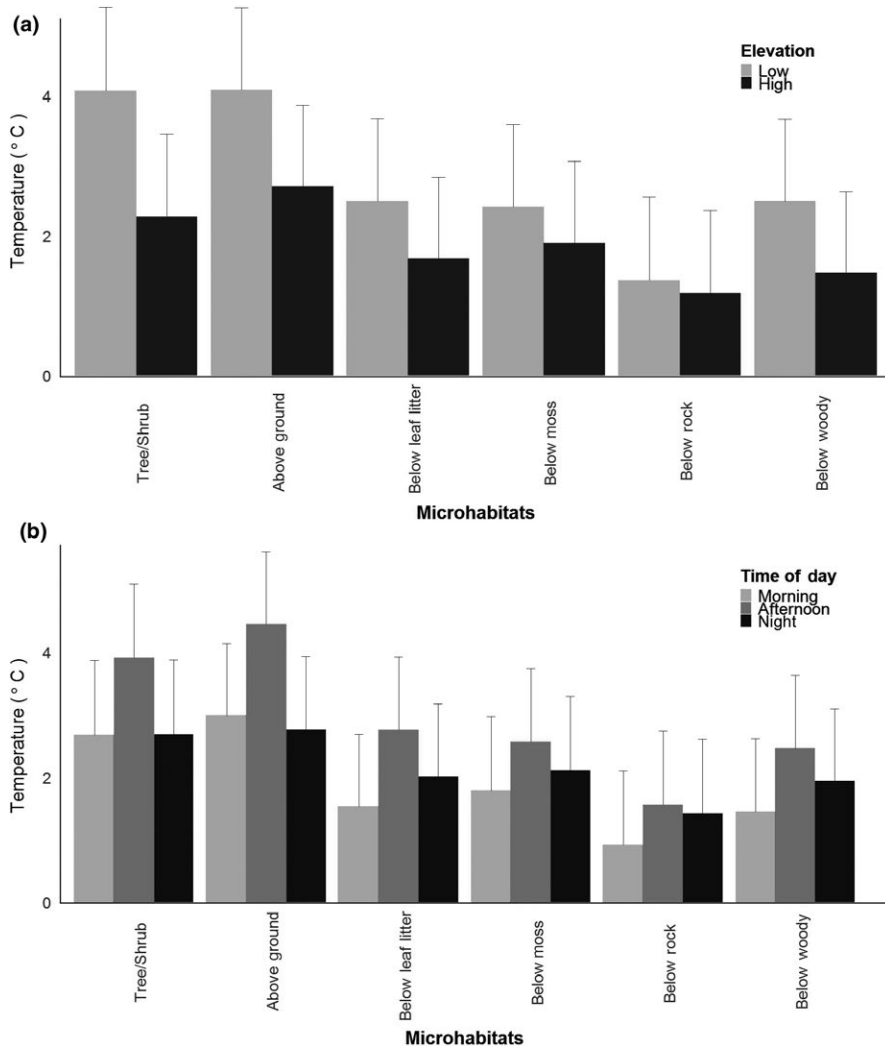 (a)
Elevation
Low
High
Temperature ( ° C )
4
2
0
Tree/Shrub
Above ground
Below leaf litter
Below moss
Below rock
Below woody
Microhabitats
(b)
Time of day
Morning
Afternoon
Night
Temperature ( ° C )
4
2
0
Tree/Shrub
Above ground
Below leaf litter
Below moss
Below rock
Below woody
Microhabitats